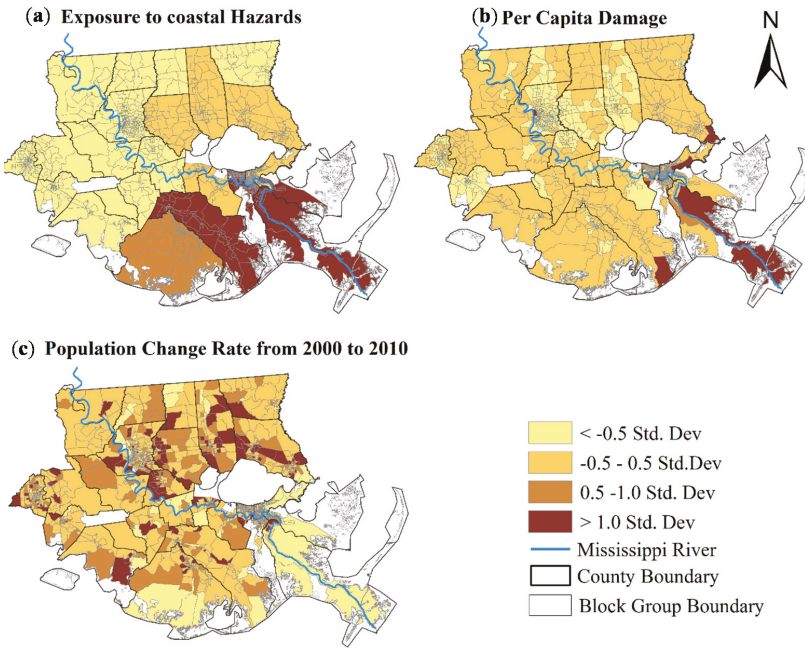 (a) Exposure to coastal Hazards
(b) Per Capita Damage
N
(c) Population Change Rate from 2000 to 2010
< -0.5 Std. Dev
-0.5 - 0.5 Std.Dev
0.5 -1.0 Std. Dev
> 1.0 Std. Dev
Mississippi River
County Boundary
Block Group Boundary